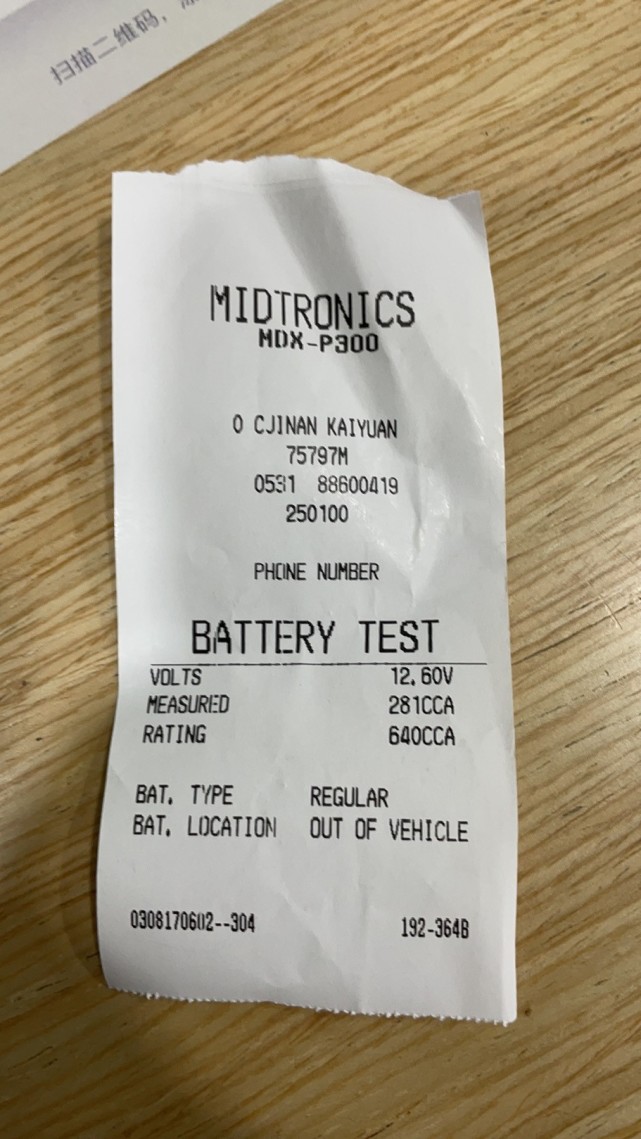 扫描二维码，
MIDTRONICS
MDX-P300
0 CJINAN KAIYUAN
75797M
0531 88600419
250100
PHONE NUMBER
BATTERY TEST
VOLTS 12.60V
MEASURED 281CCA
RATING 640CCA
BAT. TYPE REGULAR
BAT. LOCATION OUT OF VEHICLE
0308170602--304 192-364B